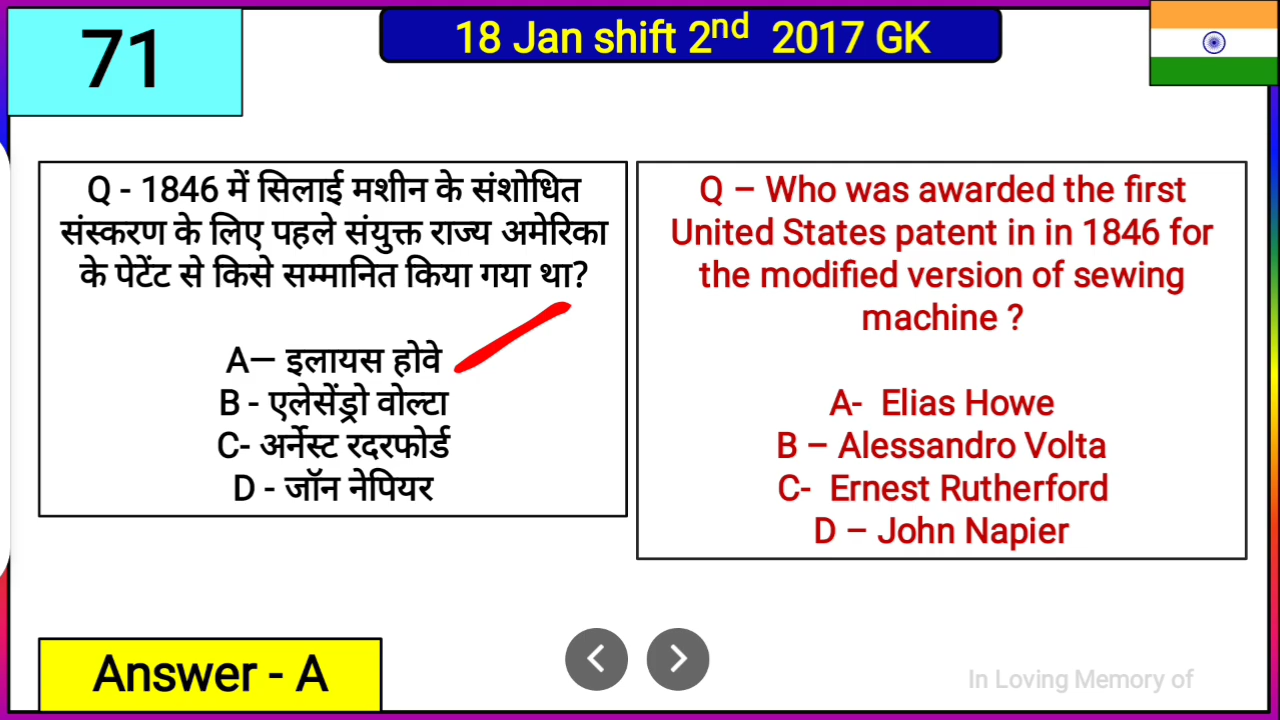 71
18 Jan shift 2nd 2017 GK
Q - 1846 में सिलाई मशीन के संशोधित
संस्करण के लिए पहले संयुक्त राज्य अमेरिका
के पेटेंट से किसे सम्मानित किया गया था?
A— इलायस होवे
B - एलेसेंड्रो वोल्टा
C- अर्नेस्ट रदरफोर्ड
D - जॉन नेपियर
Q – Who was awarded the first
United States patent in in 1846 for
the modified version of sewing
machine ?
A- Elias Howe
B – Alessandro Volta
C- Ernest Rutherford
D – John Napier
Answer - A
In Loving Memory of